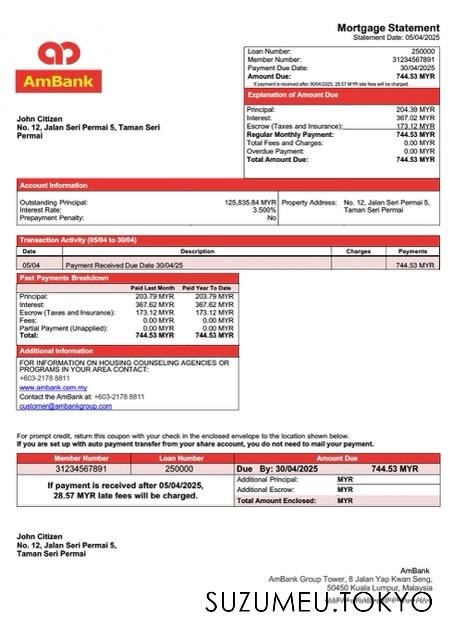 Mortgage Statement
Statement Date: 05/04/2025
AmBank
Loan Number: 250000
Member Number: 31234567891
Payment Due Date: 30/04/2025
Amount Due: 744.53 MYR
If payment is received after 30/04/2025, 28.57 MYR late fees will be charged.
Explanation of Amount Due
Principal: 204.39 MYR
Interest: 367.02 MYR
Escrow (Taxes and Insurance): 173.12 MYR
Regular Monthly Payment: 744.53 MYR
Total Fees and Charges: 0.00 MYR
Overdue Payment: 0.00 MYR
Total Amount Due: 744.53 MYR
John Citizen
No. 12, Jalan Seri Permai 5, Taman Seri
Permai
Account Information
Outstanding Principal: 125,835.84 MYR
Interest Rate: 3.500%
Prepayment Penalty: No
Property Address: No. 12, Jalan Seri Permai 5,
Taman Seri Permai
Transaction Activity (05/04 to 30/04)
Date Description Charges Payments
05/04 Payment Received Due Date 30/04/25 744.53 MYR
Past Payments Breakdown
Paid Last Month Paid Year To Date
Principal: 203.79 MYR 203.79 MYR
Interest: 367.62 MYR 367.62 MYR
Escrow (Taxes and Insurance): 173.12 MYR 173.12 MYR
Fees: 0.00 MYR 0.00 MYR
Partial Payment (Unapplied): 0.00 MYR 0.00 MYR
Total: 744.53 MYR 744.53 MYR
Additional Information
FOR INFORMATION ON HOUSING COUNSELING AGENCIES OR
PROGRAMS IN YOUR AREA CONTACT:
+603-2178 8811
www.ambank.com.my
Contact the AmBank at: +603-2178 8811
customer@ambankgroup.com
For prompt credit, return this coupon with your check in the enclosed envelope to the location shown below.
If you are set up with auto payment transfer from your share account, you do not need to mail your payment.
Member Number Loan Number Amount Due
31234567891 250000 Due By: 30/04/2025 744.53 MYR
If payment is received after 05/04/2025,
28.57 MYR late fees will be charged.
Additional Principal: MYR
Additional Escrow: MYR
Total Amount Enclosed: MYR
John Citizen
No. 12, Jalan Seri Permai 5,
Taman Seri Permai
AmBank
AmBank Group Tower, 8 Jalan Yap Kwan Seng,
50450 Kuala Lumpur, Malaysia
SUZUMEU.TOKYO